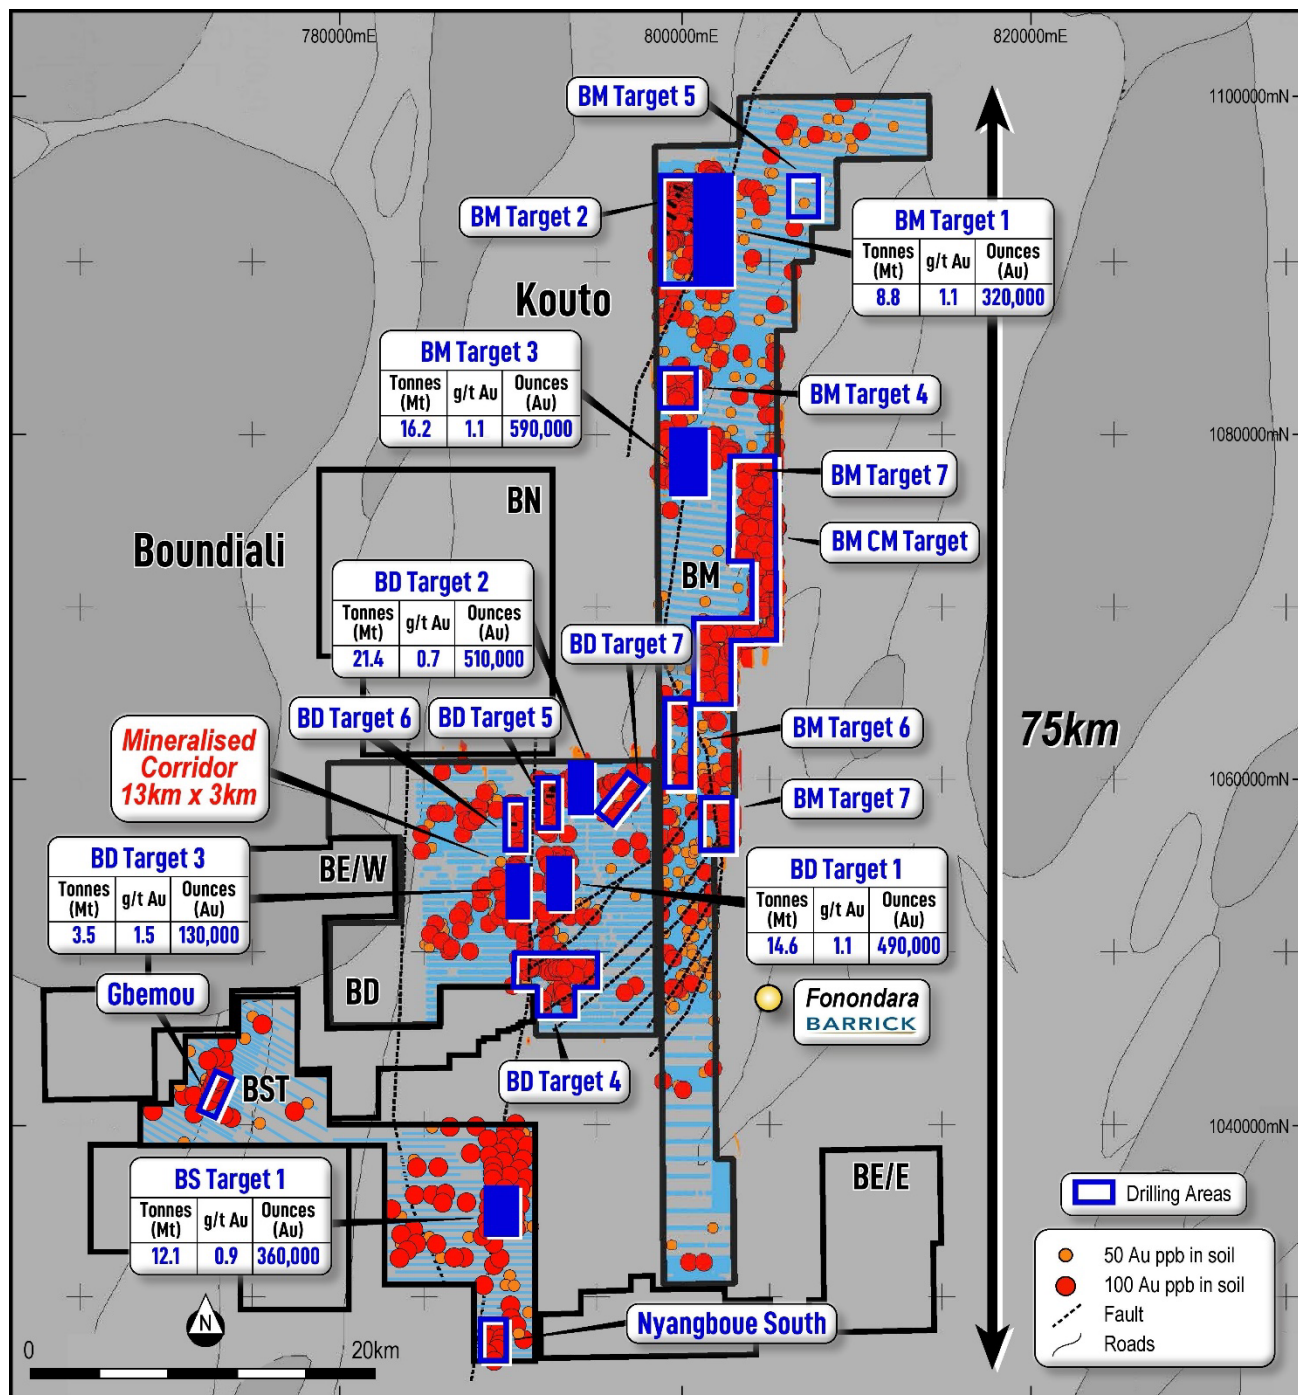 780000mE
800000mE
820000mE
BM Target 5
1100000mN
BM Target 2
BM Target 1
Tonnes (Mt) g/t Au Ounces (Au)
8.8 1.1 320,000
Kouto
BM Target 3
Tonnes (Mt) g/t Au Ounces (Au)
16.2 1.1 590,000
BM Target 4
1080000mN
BM Target 7
BN
BM CM Target
Boundiali
BM
BD Target 2
Tonnes (Mt) g/t Au Ounces (Au)
21.4 0.7 510,000
BD Target 7
BD Target 6
BD Target 5
BM Target 6
75km
Mineralised
Corridor
13km x 3km
1060000mN
BM Target 7
BD Target 3
Tonnes (Mt) g/t Au Ounces (Au)
3.5 1.5 130,000
BE/W
BD Target 1
Tonnes (Mt) g/t Au Ounces (Au)
14.6 1.1 490,000
Gbemou
BD
Fonondara
BARRICK
BD Target 4
BST
1040000mN
BS Target 1
Tonnes (Mt) g/t Au Ounces (Au)
12.1 0.9 360,000
BE/E
Drilling Areas
50 Au ppb in soil
100 Au ppb in soil
Fault
Roads
N
Nyangboue South
0 20km